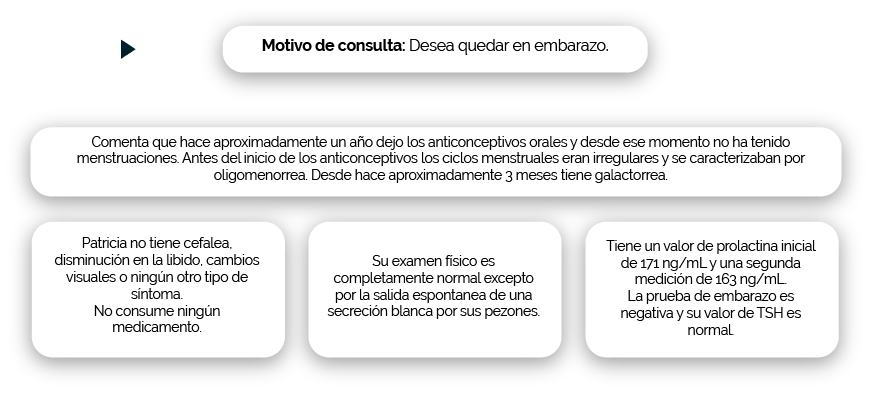 Motivo de consulta: Desea quedar en embarazo.
Comenta que hace aproximadamente un año dejo los anticonceptivos orales y desde ese momento no ha tenido
menstruaciones. Antes del inicio de los anticonceptivos los ciclos menstruales eran irregulares y se caracterizaban por
oligomenorrea. Desde hace aproximadamente 3 meses tiene galactorrea.
Patricia no tiene cefalea,
disminución en la libido, cambios
visuales o ningún otro tipo de
síntoma.
No consume ningún
medicamento.
Su examen físico es
completamente normal excepto
por la salida espontanea de una
secreción blanca por sus pezones.
Tiene un valor de prolactina inicial
de 171 ng/mL y una segunda
medición de 163 ng/mL.
La prueba de embarazo es
negativa y su valor de TSH es
normal.